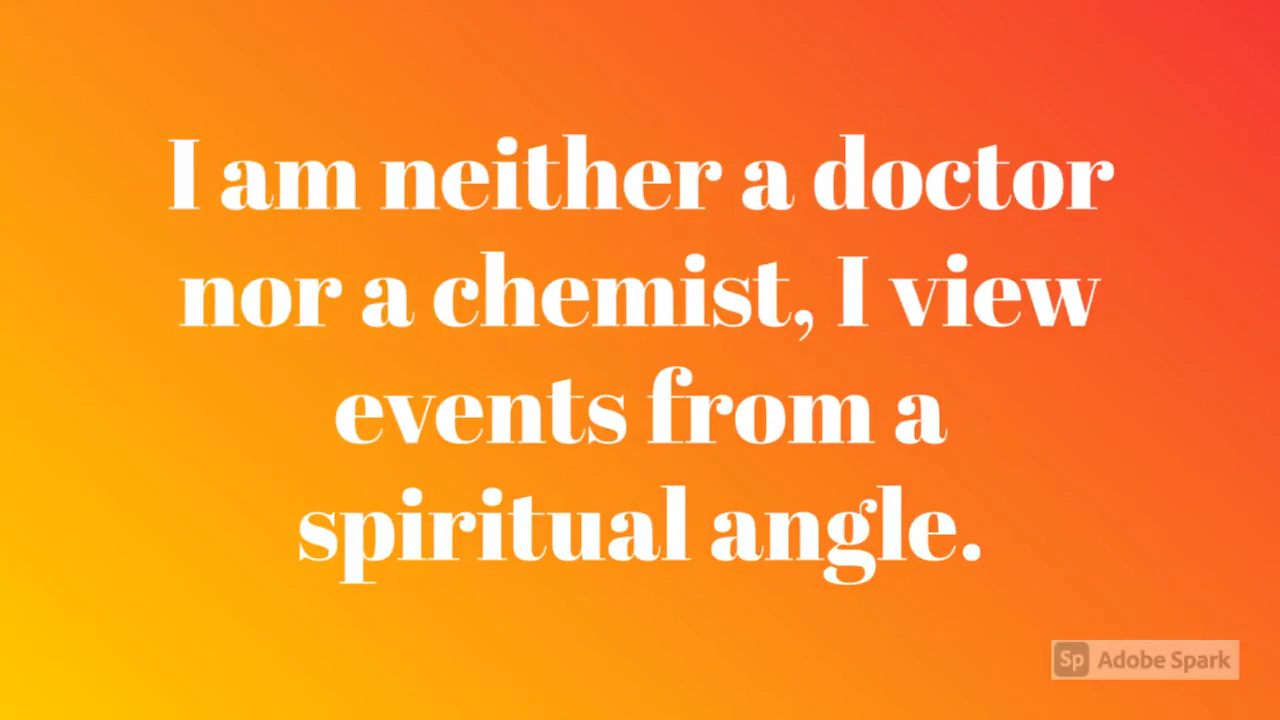 I am neither a doctor
nor a chemist, I view
events from a
spiritual angle.
Sp Adobe Spark